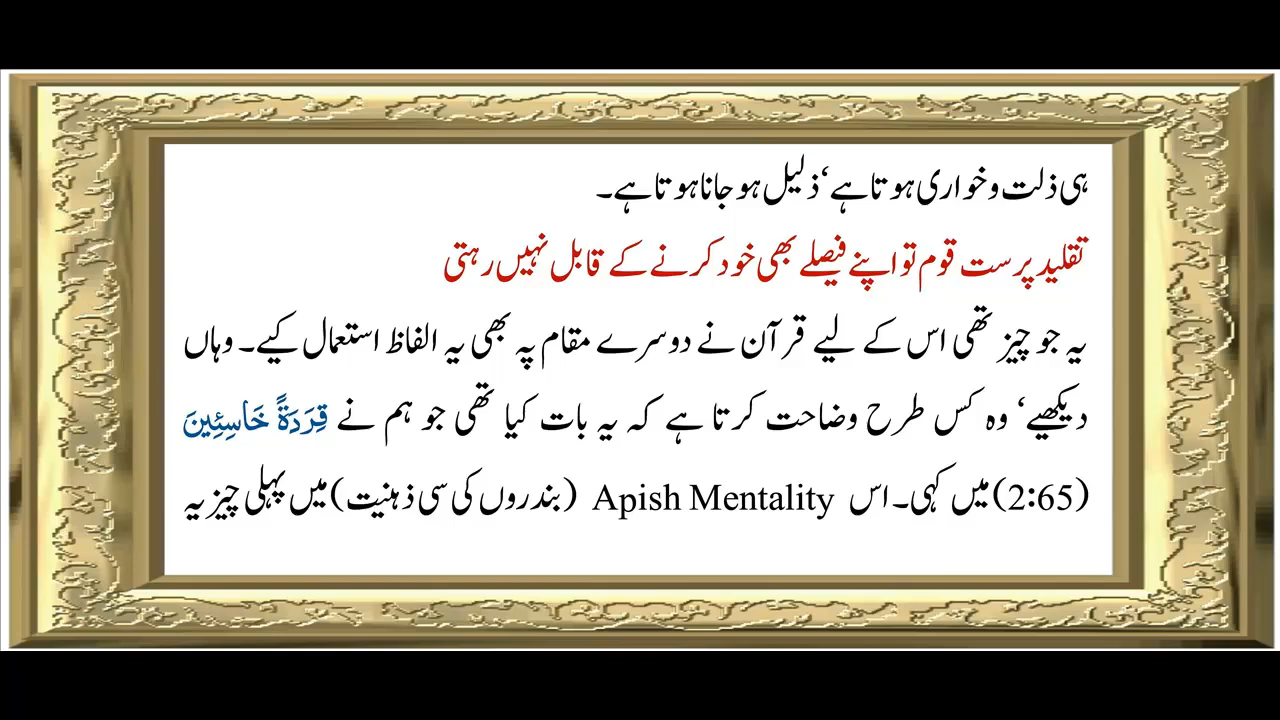 ہی ذلت و خواری ہوتا ہے‘ ذلیل ہو جانا ہوتا ہے۔
تقلید پرست قوم تو اپنے فیصلے بھی خود کرنے کے قابل نہیں رہتی
یہ جو چیز تھی اس کے لیے قرآن نے دوسرے مقام پہ بھی یہ الفاظ استعمال کیے۔ وہاں
دیکھیے‘ وہ کس طرح وضاحت کرتا ہے کہ یہ بات کیا تھی جو ہم نے قِرَدَةً خَاسِئِينَ
(2:65) میں کہی۔ اس Apish Mentality (بندروں کی سی ذہنیت) میں پہلی چیز یہ